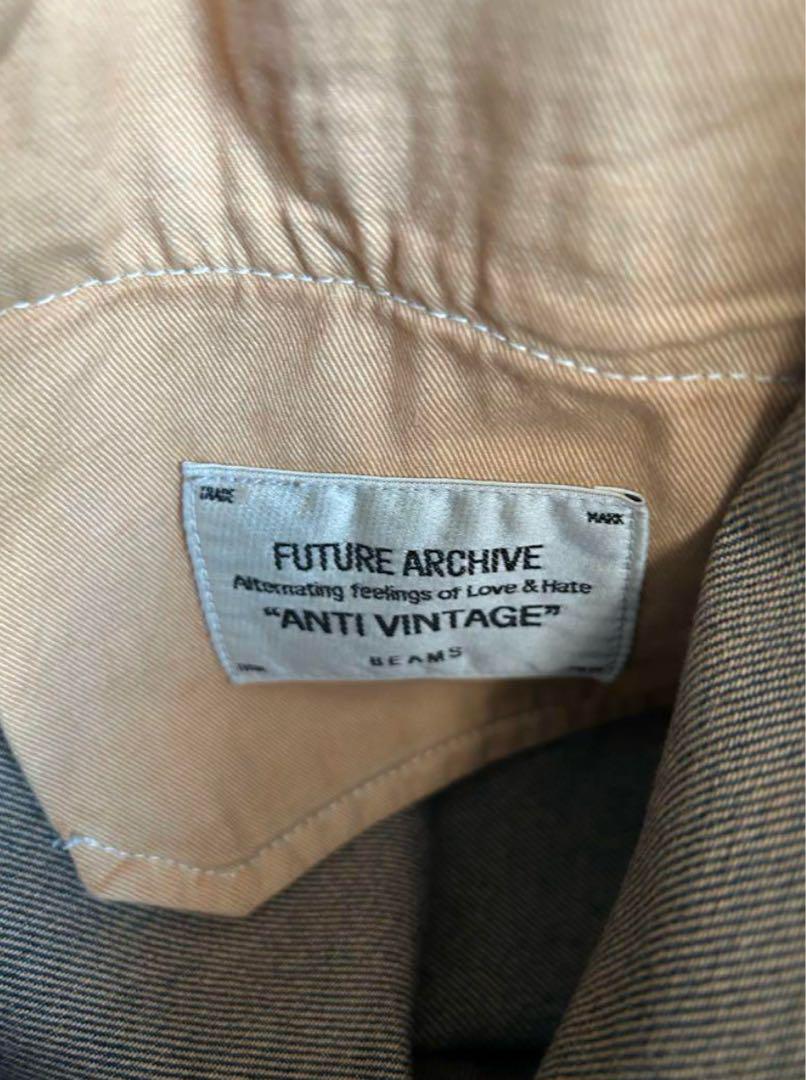 TRADE MARK
FUTURE ARCHIVE
Alternating feelings of Love & Hate
“ANTI VINTAGE”
BEAMS